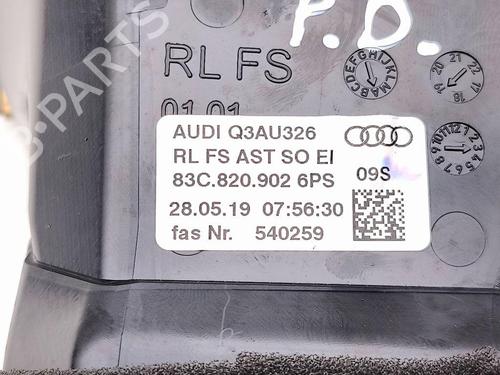 P.D.
RL FS
01 01
AUDI Q3AU326
RL FS AST SO EI
83C.820.902 6PS 09S
28.05.19 07:56:30
fas Nr. 540259
B-PARTS